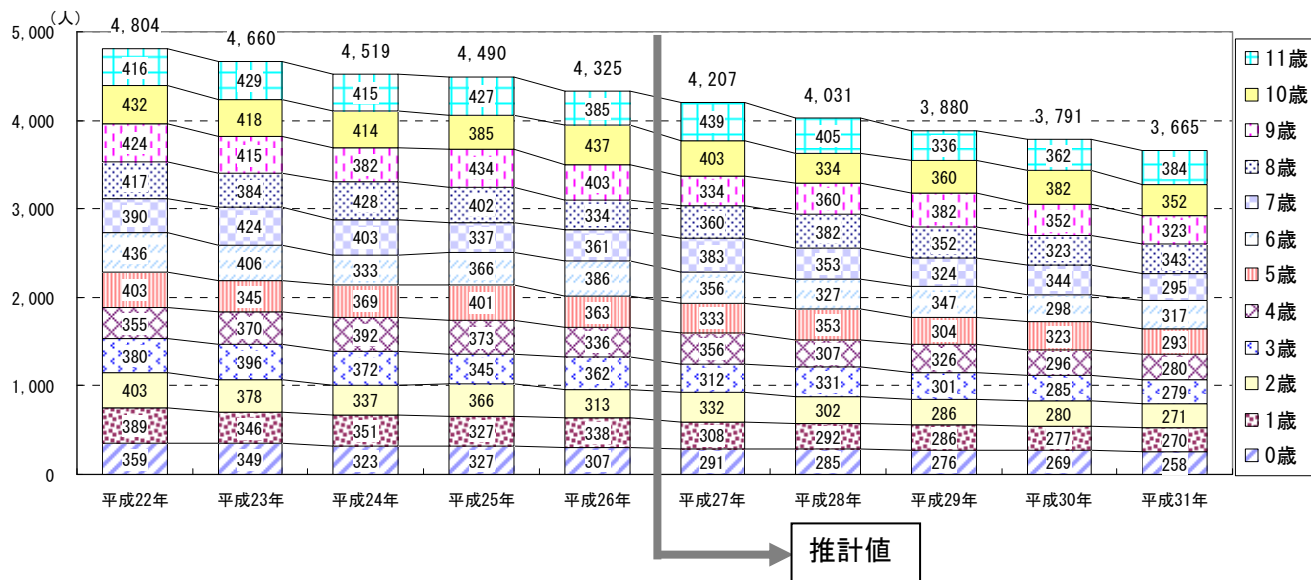 (人)
5,000
4,000
3,000
2,000
1,000
0
4,804 4,660 4,519 4,490 4,325 4,207 4,031 3,880 3,791 3,665
416 429 415 427 385 439 405 336 362 384
432 418 414 385 437 403 334 360 382 352
424 415 382 434 403 334 360 382 352 323
417 384 428 402 334 360 382 352 323 343
390 424 403 337 361 383 353 324 344 295
436 406 333 366 386 356 327 347 298 317
403 345 369 401 363 333 353 304 323 293
355 370 392 373 336 356 307 326 296 280
380 396 372 345 362 312 331 301 285 279
403 378 337 366 313 332 302 286 280 271
389 346 351 327 338 308 292 286 277 270
359 349 323 327 307 291 285 276 269 258
平成22年 平成23年 平成24年 平成25年 平成26年 平成27年 平成28年 平成29年 平成30年 平成31年
11歳
10歳
9歳
8歳
7歳
6歳
5歳
4歳
3歳
2歳
1歳
0歳
推計値